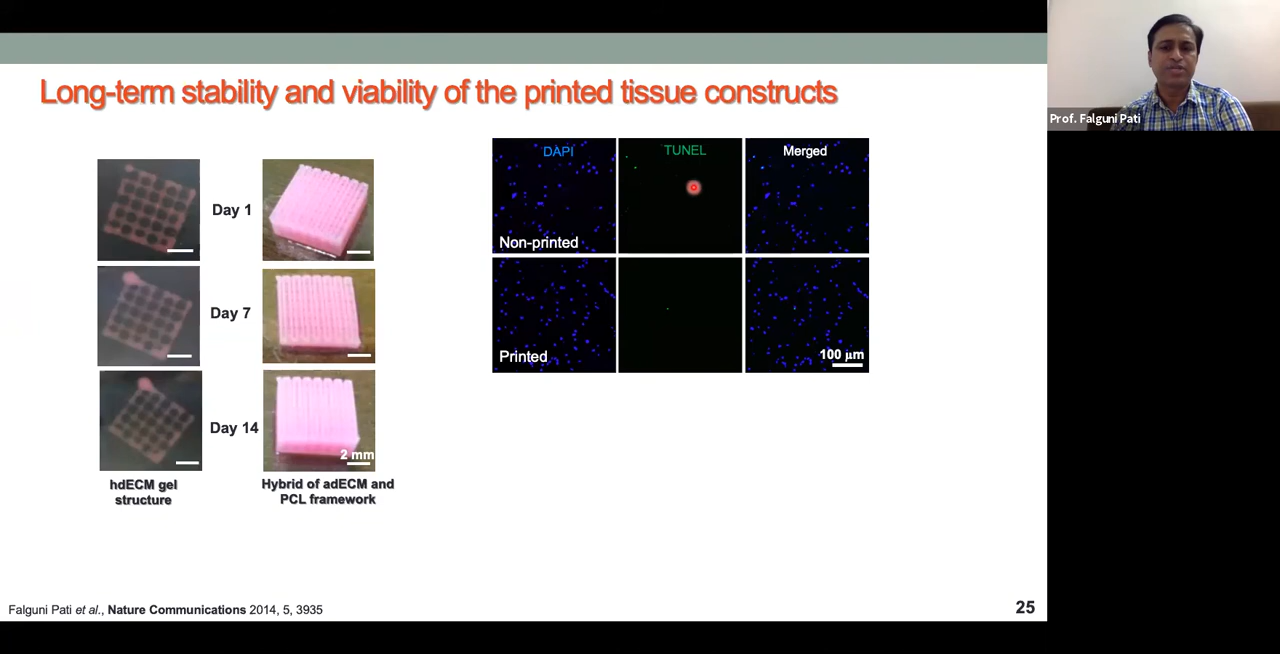 Long-term stability and viability of the printed tissue constructs
Prof. Falguni Pati
Day 1
Day 7
Day 14
2 mm
hdECM gel
structure
Hybrid of adECM and
PCL framework
DAPI
TUNEL
Merged
Non-printed
Printed
100 µm
Falguni Pati et al., Nature Communications 2014, 5, 3935
25